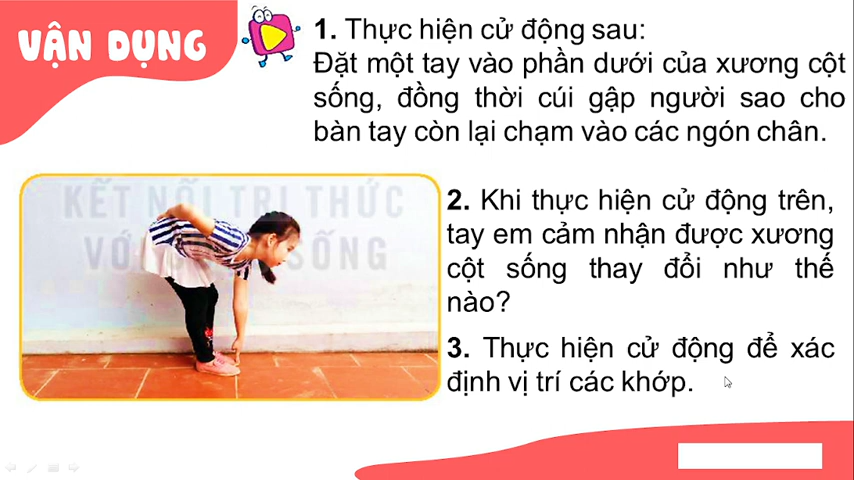 VẬN DỤNG
1. Thực hiện cử động sau:
Đặt một tay vào phần dưới của xương cột
sống, đồng thời cúi gập người sao cho
bàn tay còn lại chạm vào các ngón chân.
KẾT NỐI TRI THỨC
VỚI SỐNG
2. Khi thực hiện cử động trên,
tay em cảm nhận được xương
cột sống thay đổi như thế
nào?
3. Thực hiện cử động để xác
định vị trí các khớp.